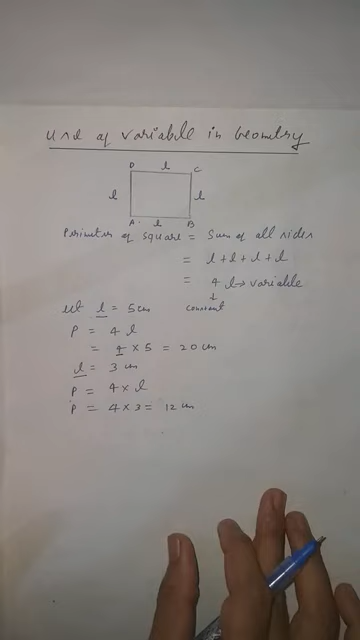 Use of variable in Geometry
D l C
l l
A l B
Perimeter of square = sum of all sides
= l + l + l + l
= 4 l → variable
↓
constant
let l = 5 cm
P = 4 l
= 4 × 5 = 20 cm
l = 3 cm
P = 4 × l
P = 4 × 3 = 12 cm